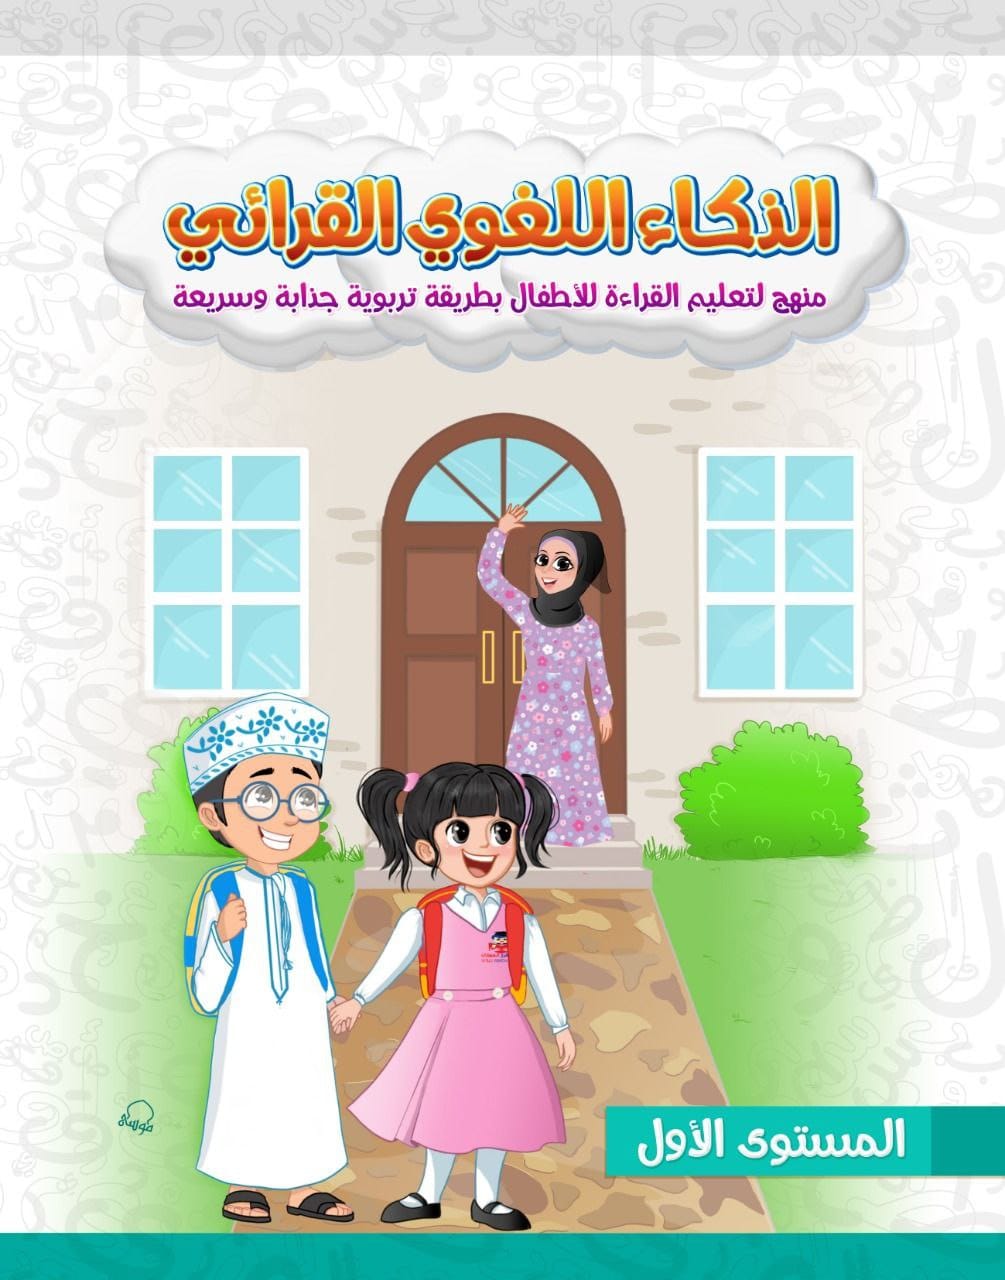 الذكاء اللغوي القرائي
منهج لتعليم القراءة للأطفال بطريقة تربوية جذابة وسريعة
المستوى الأول